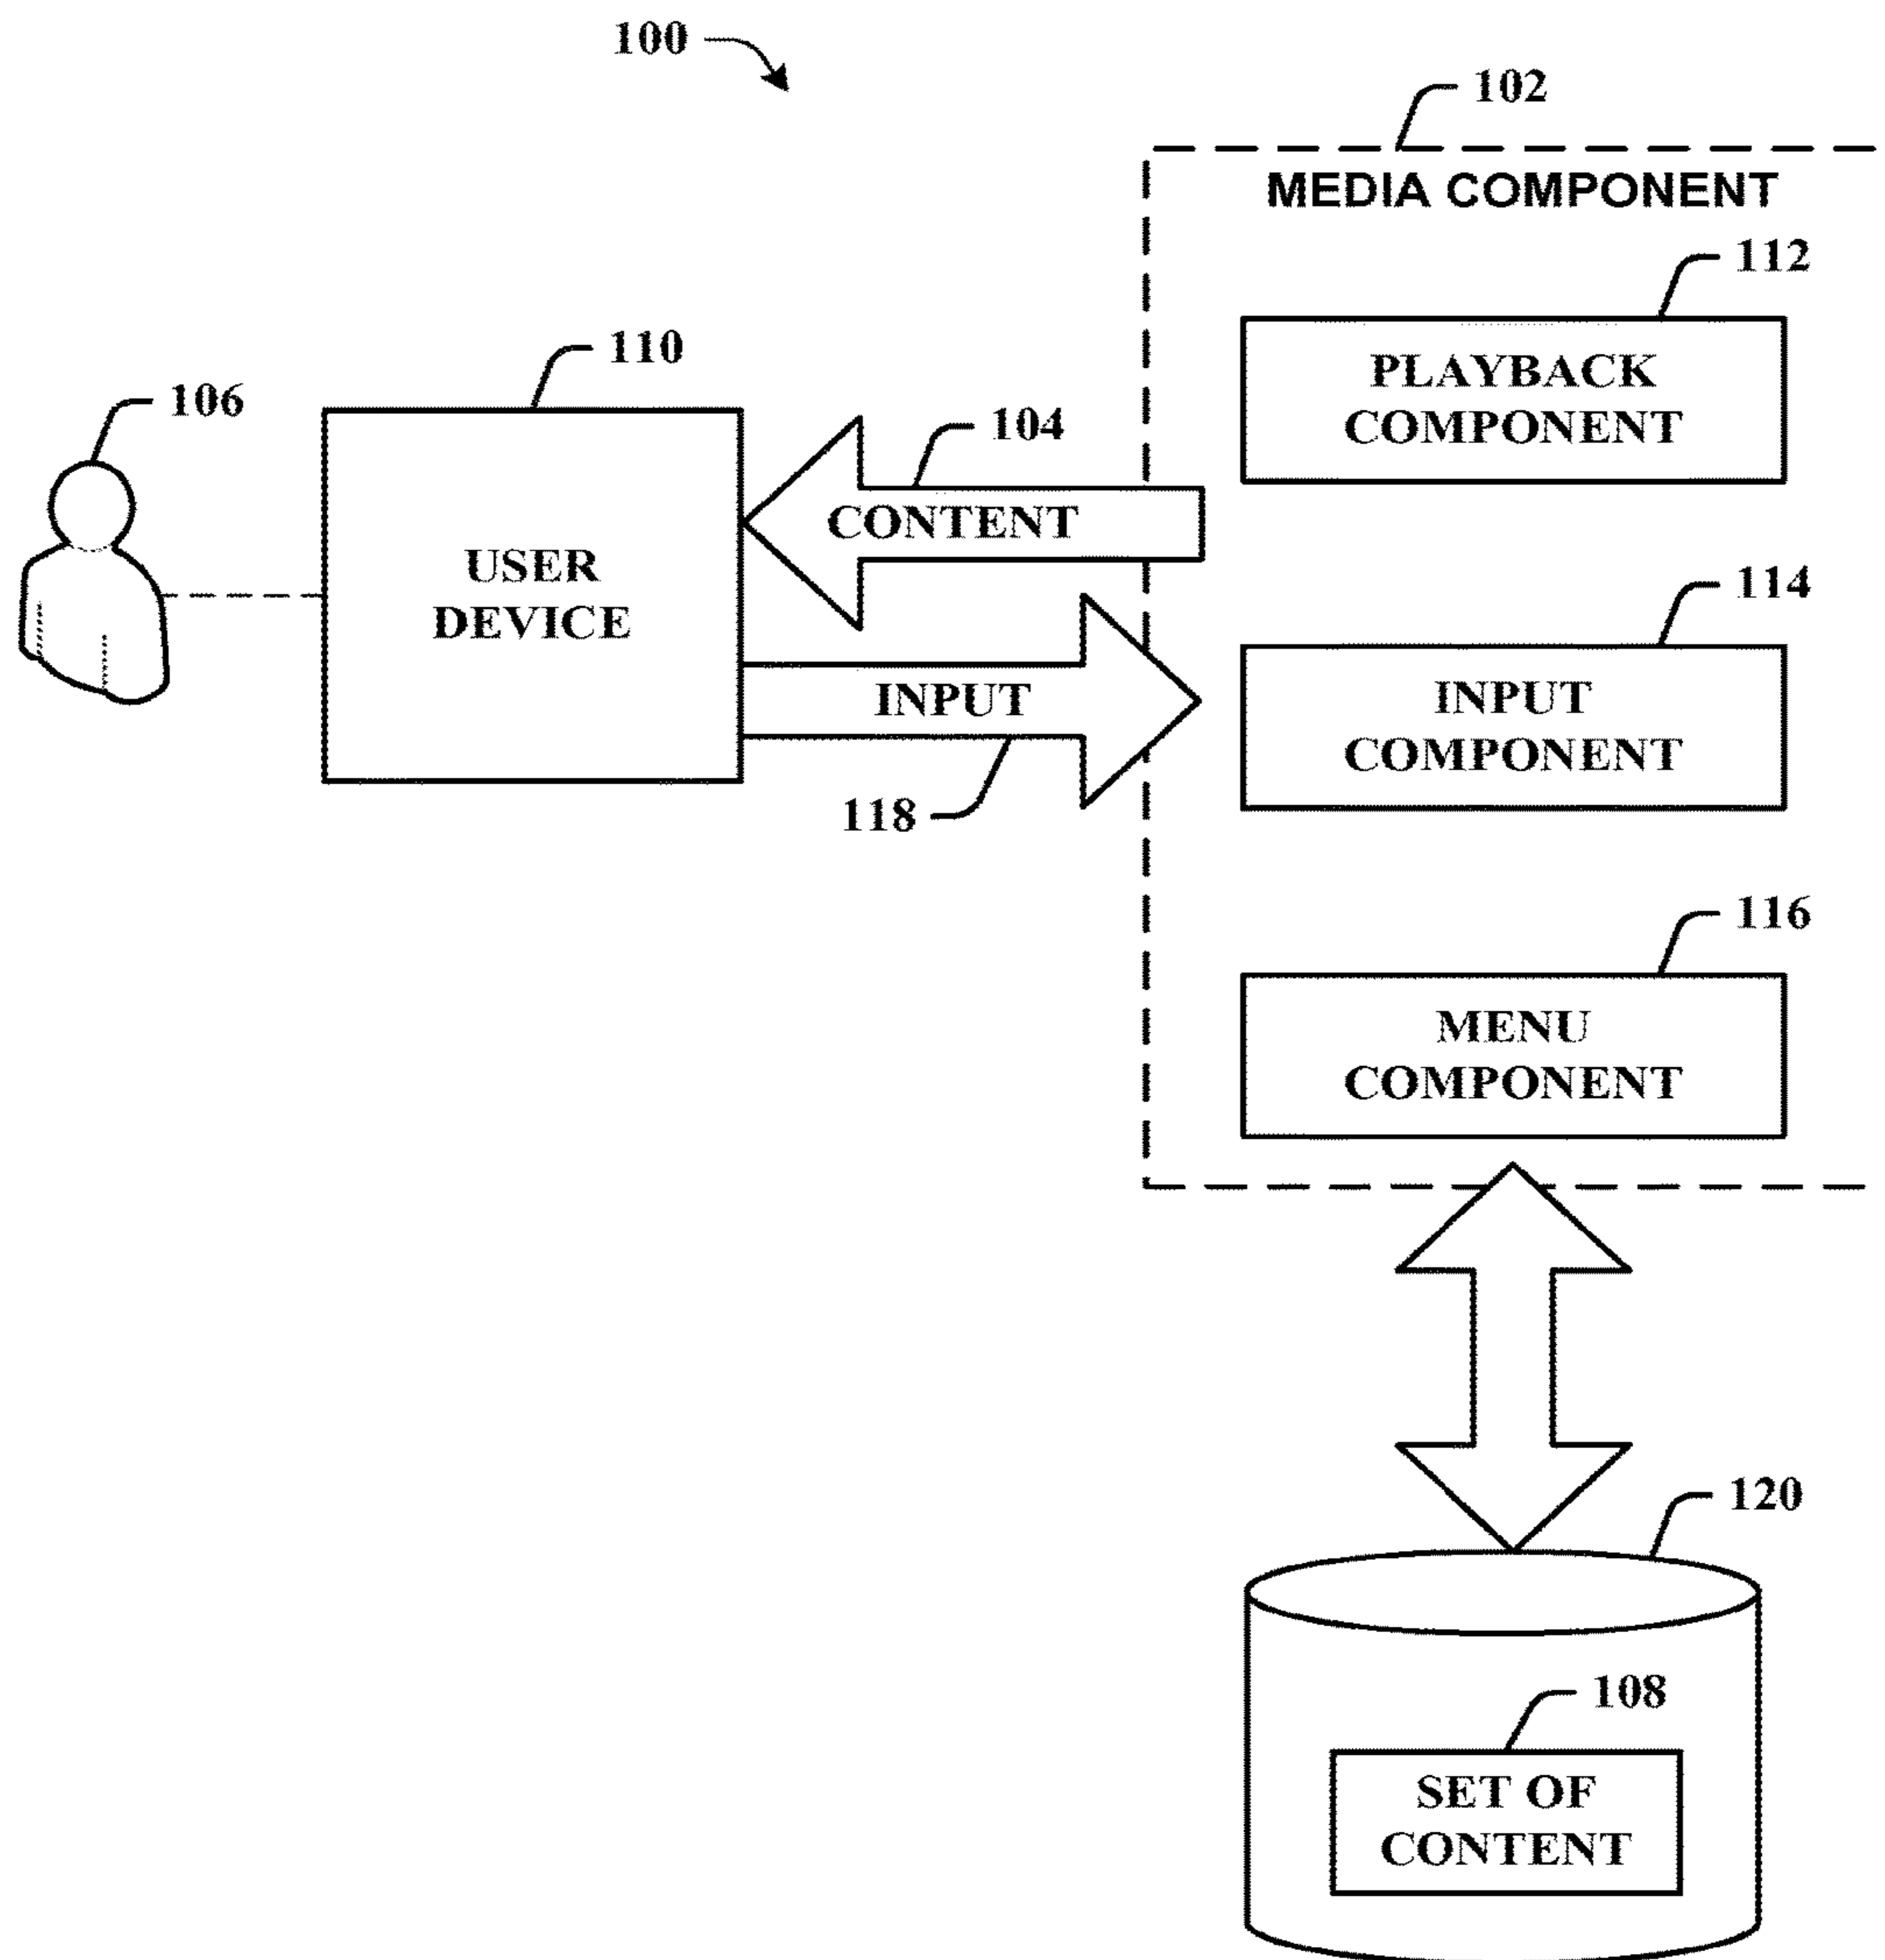 100
102
MEDIA COMPONENT
112
PLAYBACK
COMPONENT
110
106
104
CONTENT
USER
DEVICE
114
INPUT
INPUT
COMPONENT
118
116
MENU
COMPONENT
120
108
SET OF
CONTENT